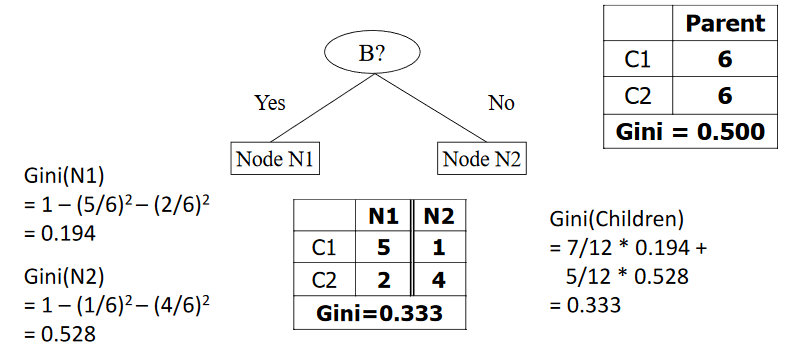 B?
Yes No
Node N1 Node N2
Parent
C1 6
C2 6
Gini = 0.500
Gini(N1)
= 1 – (5/6)² – (2/6)²
= 0.194
Gini(N2)
= 1 – (1/6)² – (4/6)²
= 0.528
N1 N2
C1 5 1
C2 2 4
Gini=0.333
Gini(Children)
= 7/12 * 0.194 +
5/12 * 0.528
= 0.333